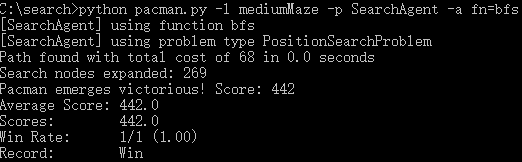 C:\search>python pacman.py -l mediumMaze -p SearchAgent -a fn=bfs
[SearchAgent] using function bfs
[SearchAgent] using problem type PositionSearchProblem
Path found with total cost of 68 in 0.0 seconds
Search nodes expanded: 269
Pacman emerges victorious! Score: 442
Average Score: 442.0
Scores:        442.0
Win Rate:      1/1 (1.00)
Record:        Win